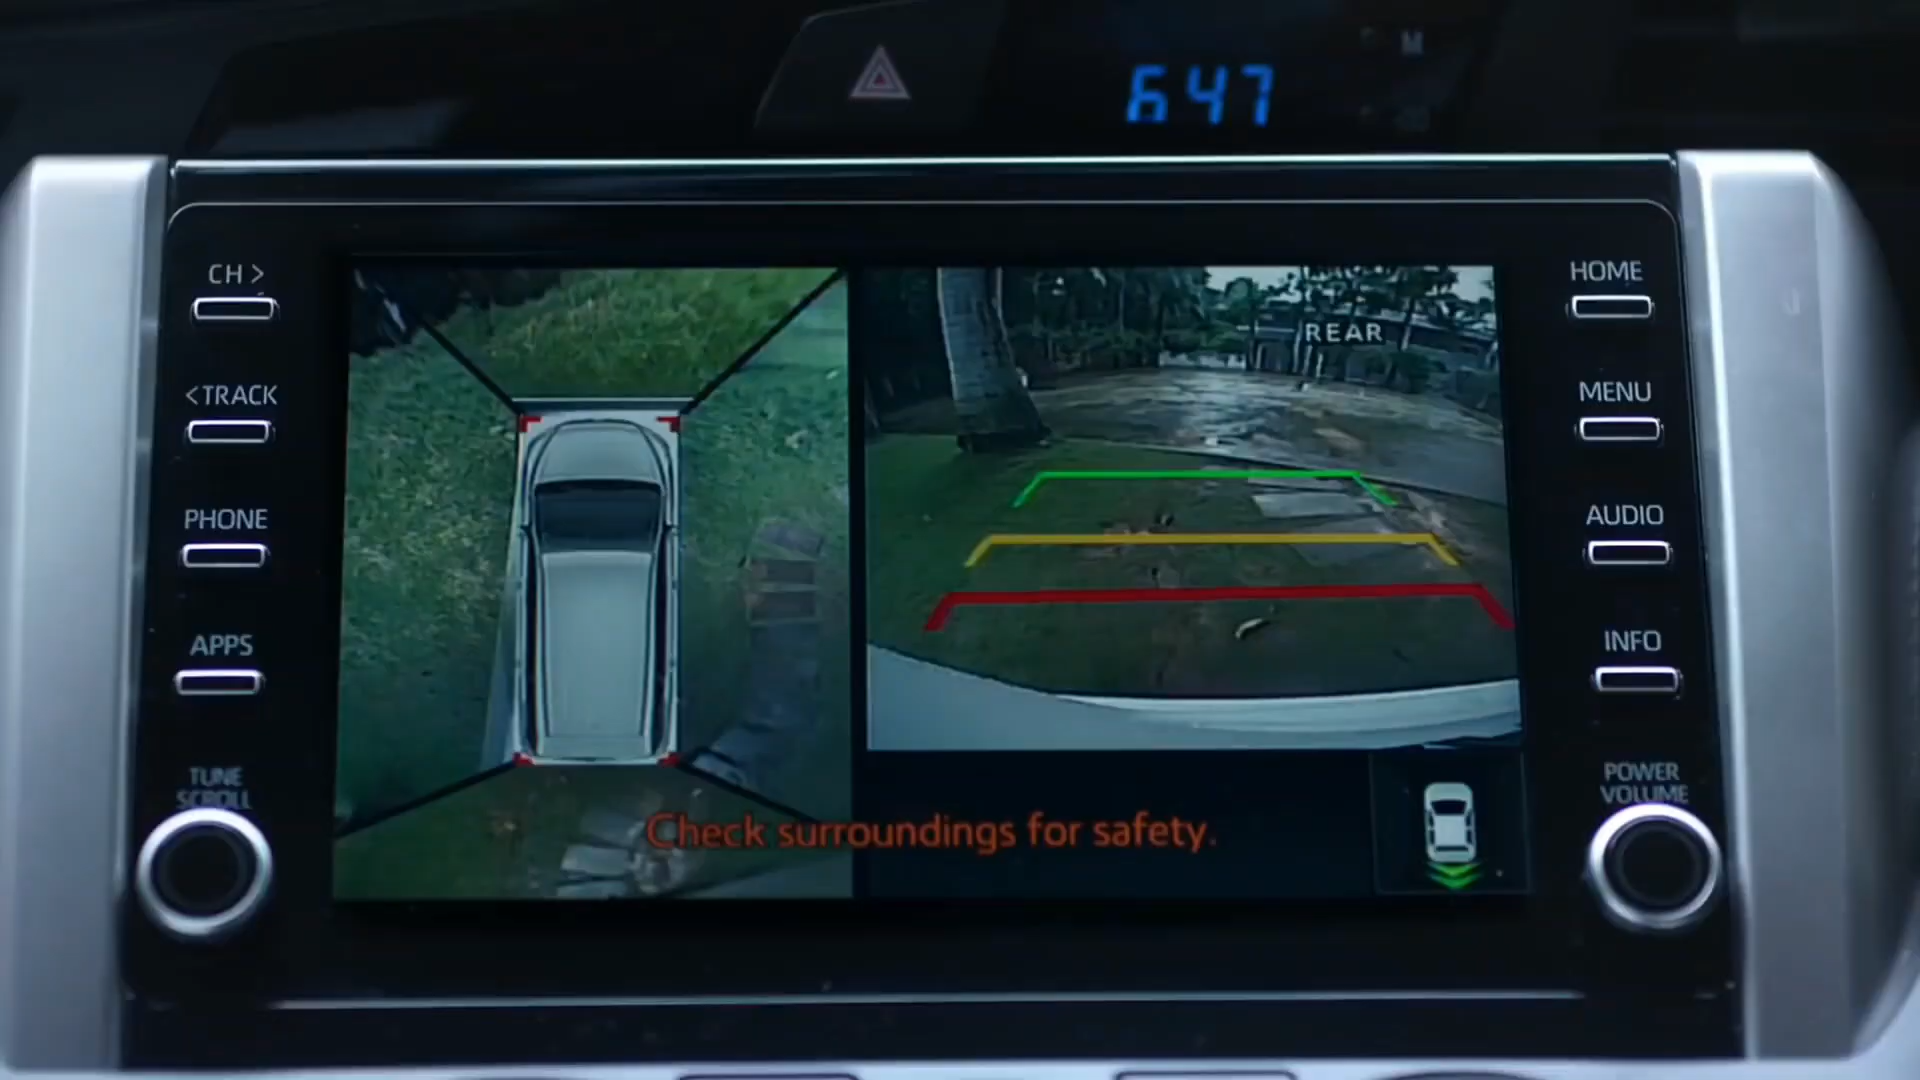 M
647
CH >
<TRACK
PHONE
APPS
TUNE
SCROLL
REAR
Check surroundings for safety.
HOME
MENU
AUDIO
INFO
POWER
VOLUME